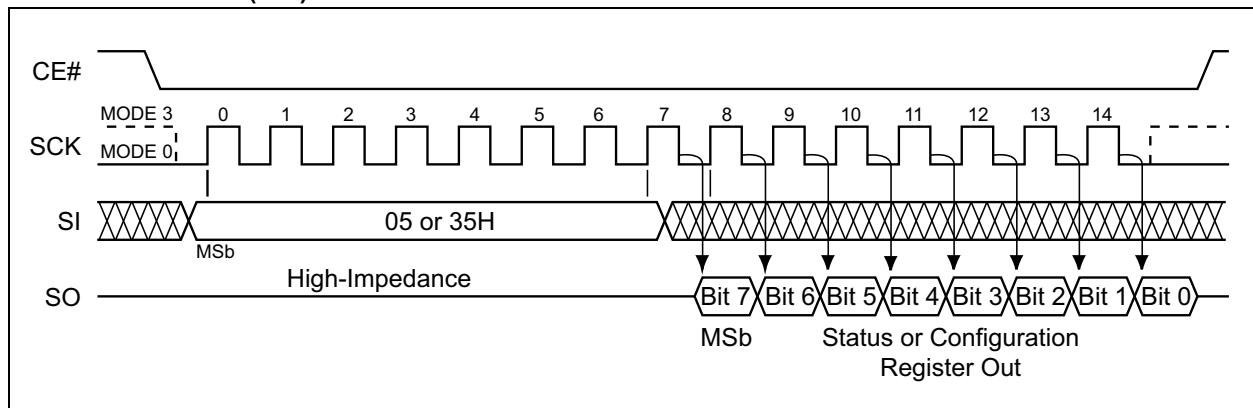 CE#
MODE 3 0 1 2 3 4 5 6 7 8 9 10 11 12 13 14
SCK MODE 0
SI 05 or 35H
MSb
High-Impedance
SO Bit 7 Bit 6 Bit 5 Bit 4 Bit 3 Bit 2 Bit 1 Bit 0
MSb Status or Configuration
Register Out